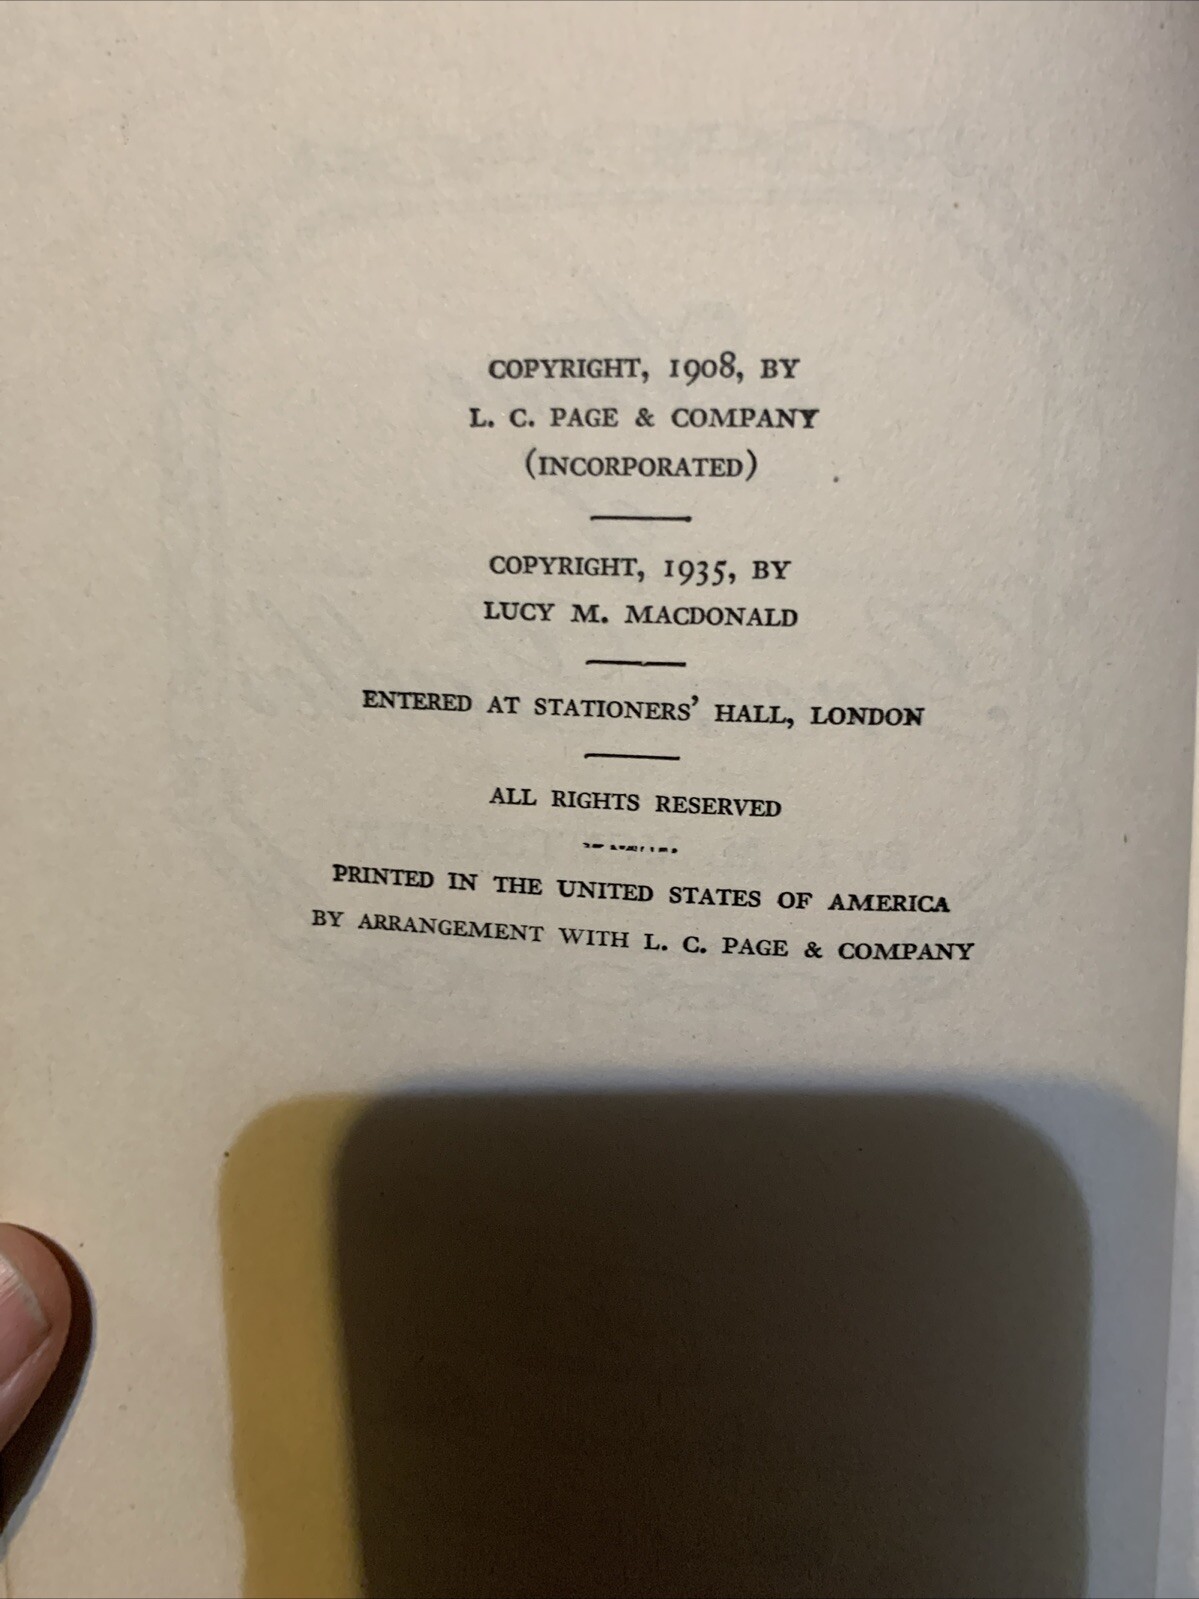 COPYRIGHT, 1908, BY
L. C. PAGE & COMPANY
(INCORPORATED)
COPYRIGHT, 1935, BY
LUCY M. MACDONALD
ENTERED AT STATIONERS' HALL, LONDON
ALL RIGHTS RESERVED
PRINTED IN THE UNITED STATES OF AMERICA
BY ARRANGEMENT WITH L. C. PAGE & COMPANY